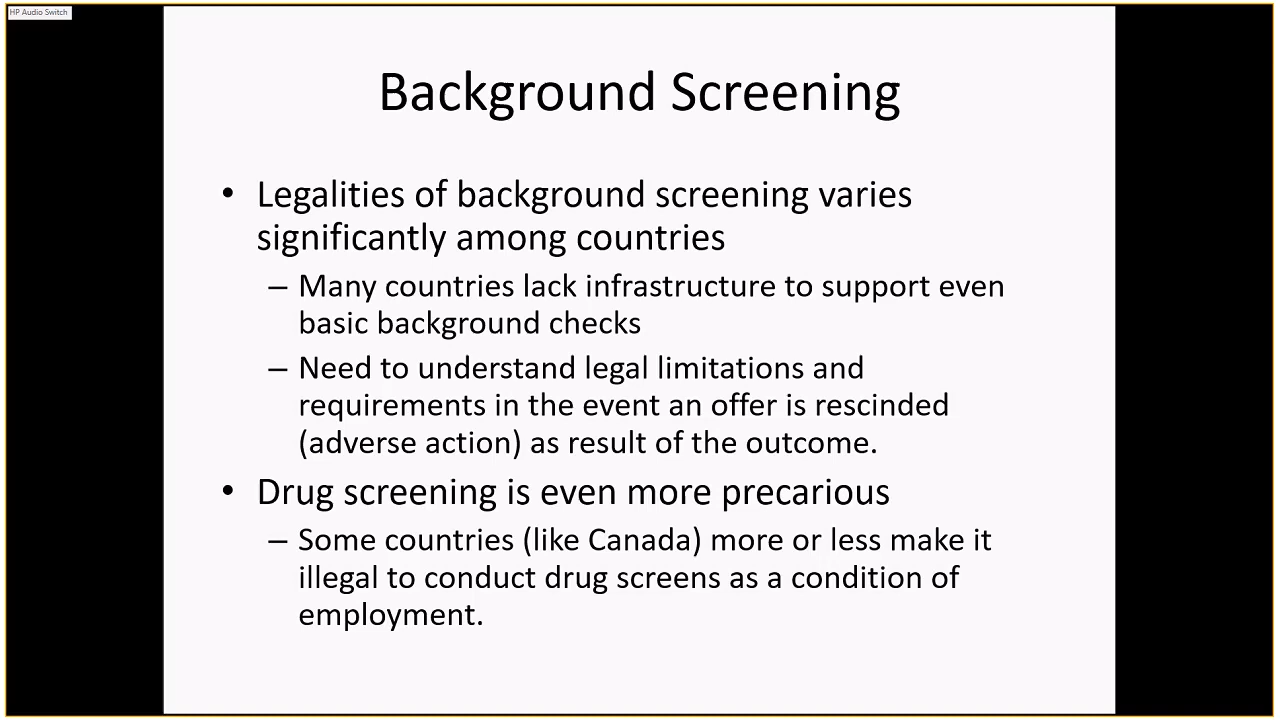 HP Audio Switch
Background Screening
• Legalities of background screening varies
significantly among countries
– Many countries lack infrastructure to support even
basic background checks
– Need to understand legal limitations and
requirements in the event an offer is rescinded
(adverse action) as result of the outcome.
• Drug screening is even more precarious
– Some countries (like Canada) more or less make it
illegal to conduct drug screens as a condition of
employment.